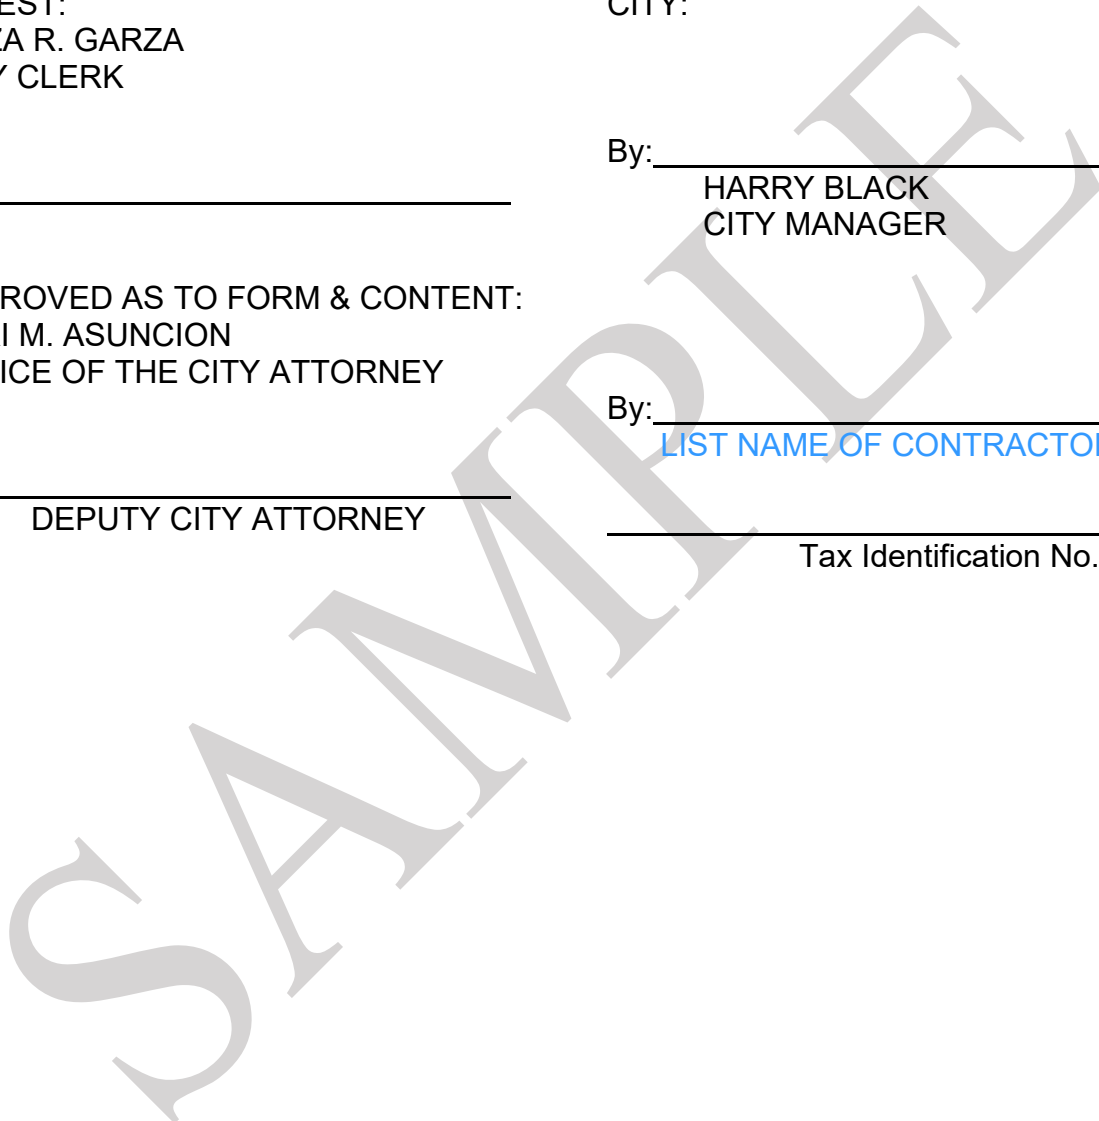 EST:
ZA R. GARZA
Y CLERK
ROVED AS TO FORM & CONTENT:
I M. ASUNCION
ICE OF THE CITY ATTORNEY
DEPUTY CITY ATTORNEY
CITY:
By:
HARRY BLACK
CITY MANAGER
By:
LIST NAME OF CONTRACTOR
Tax Identification No.
SAMPLE